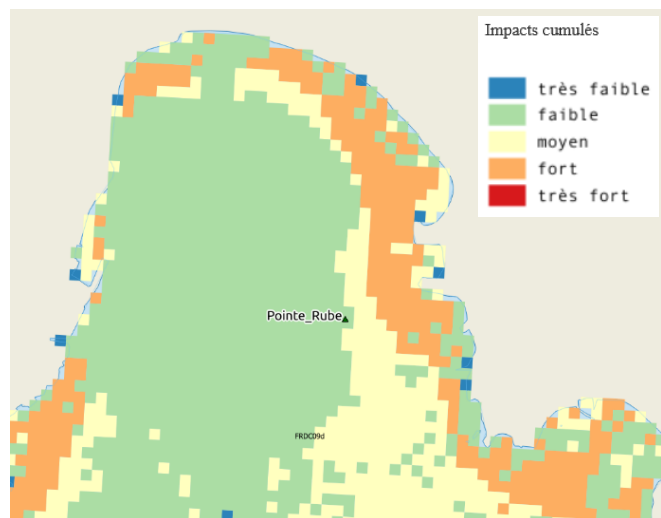 Impacts cumulés
très faible
faible
moyen
fort
très fort
Pointe_Rube
FRDC09d